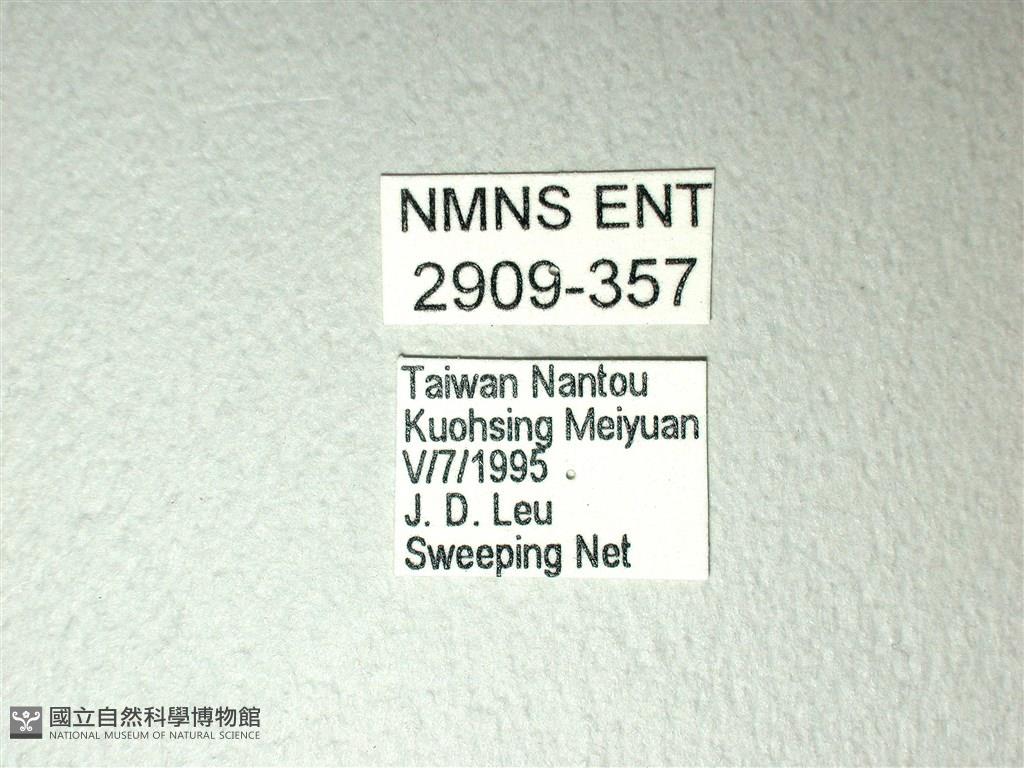 NMNS ENT
2909-357
Taiwan Nantou
Kuohsing Meiyuan
V/7/1995
J. D. Leu
Sweeping Net
國立自然科學博物館
NATIONAL MUSEUM OF NATURAL SCIENCE